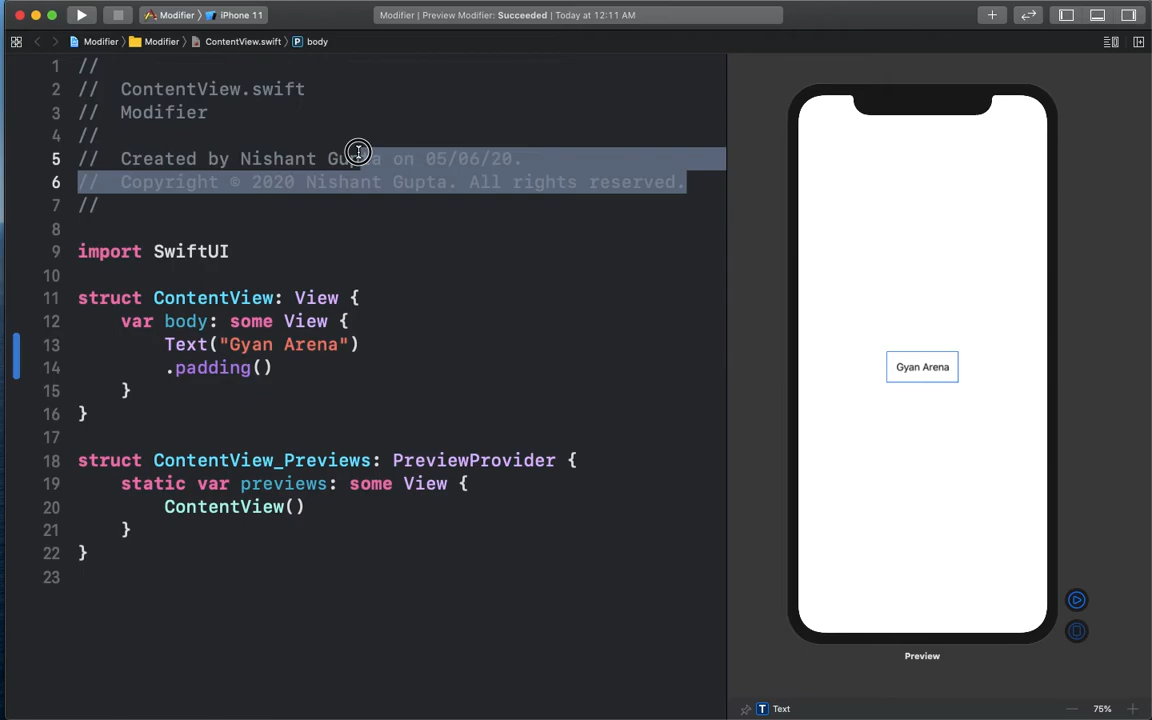 Modifier > iPhone 11
Modifier | Preview Modifier: Succeeded | Today at 12:11 AM
Modifier > Modifier > ContentView.swift > P body
1 //
2 //  ContentView.swift
3 //  Modifier
4 //
5 //  Created by Nishant Gupta on 05/06/20.
6 //  Copyright © 2020 Nishant Gupta. All rights reserved.
7 //
8
9 import SwiftUI
10
11 struct ContentView: View {
12     var body: some View {
13         Text("Gyan Arena")
14         .padding()
15     }
16 }
17
18 struct ContentView_Previews: PreviewProvider {
19     static var previews: some View {
20         ContentView()
21     }
22 }
23
Gyan Arena
Preview
T Text
75%